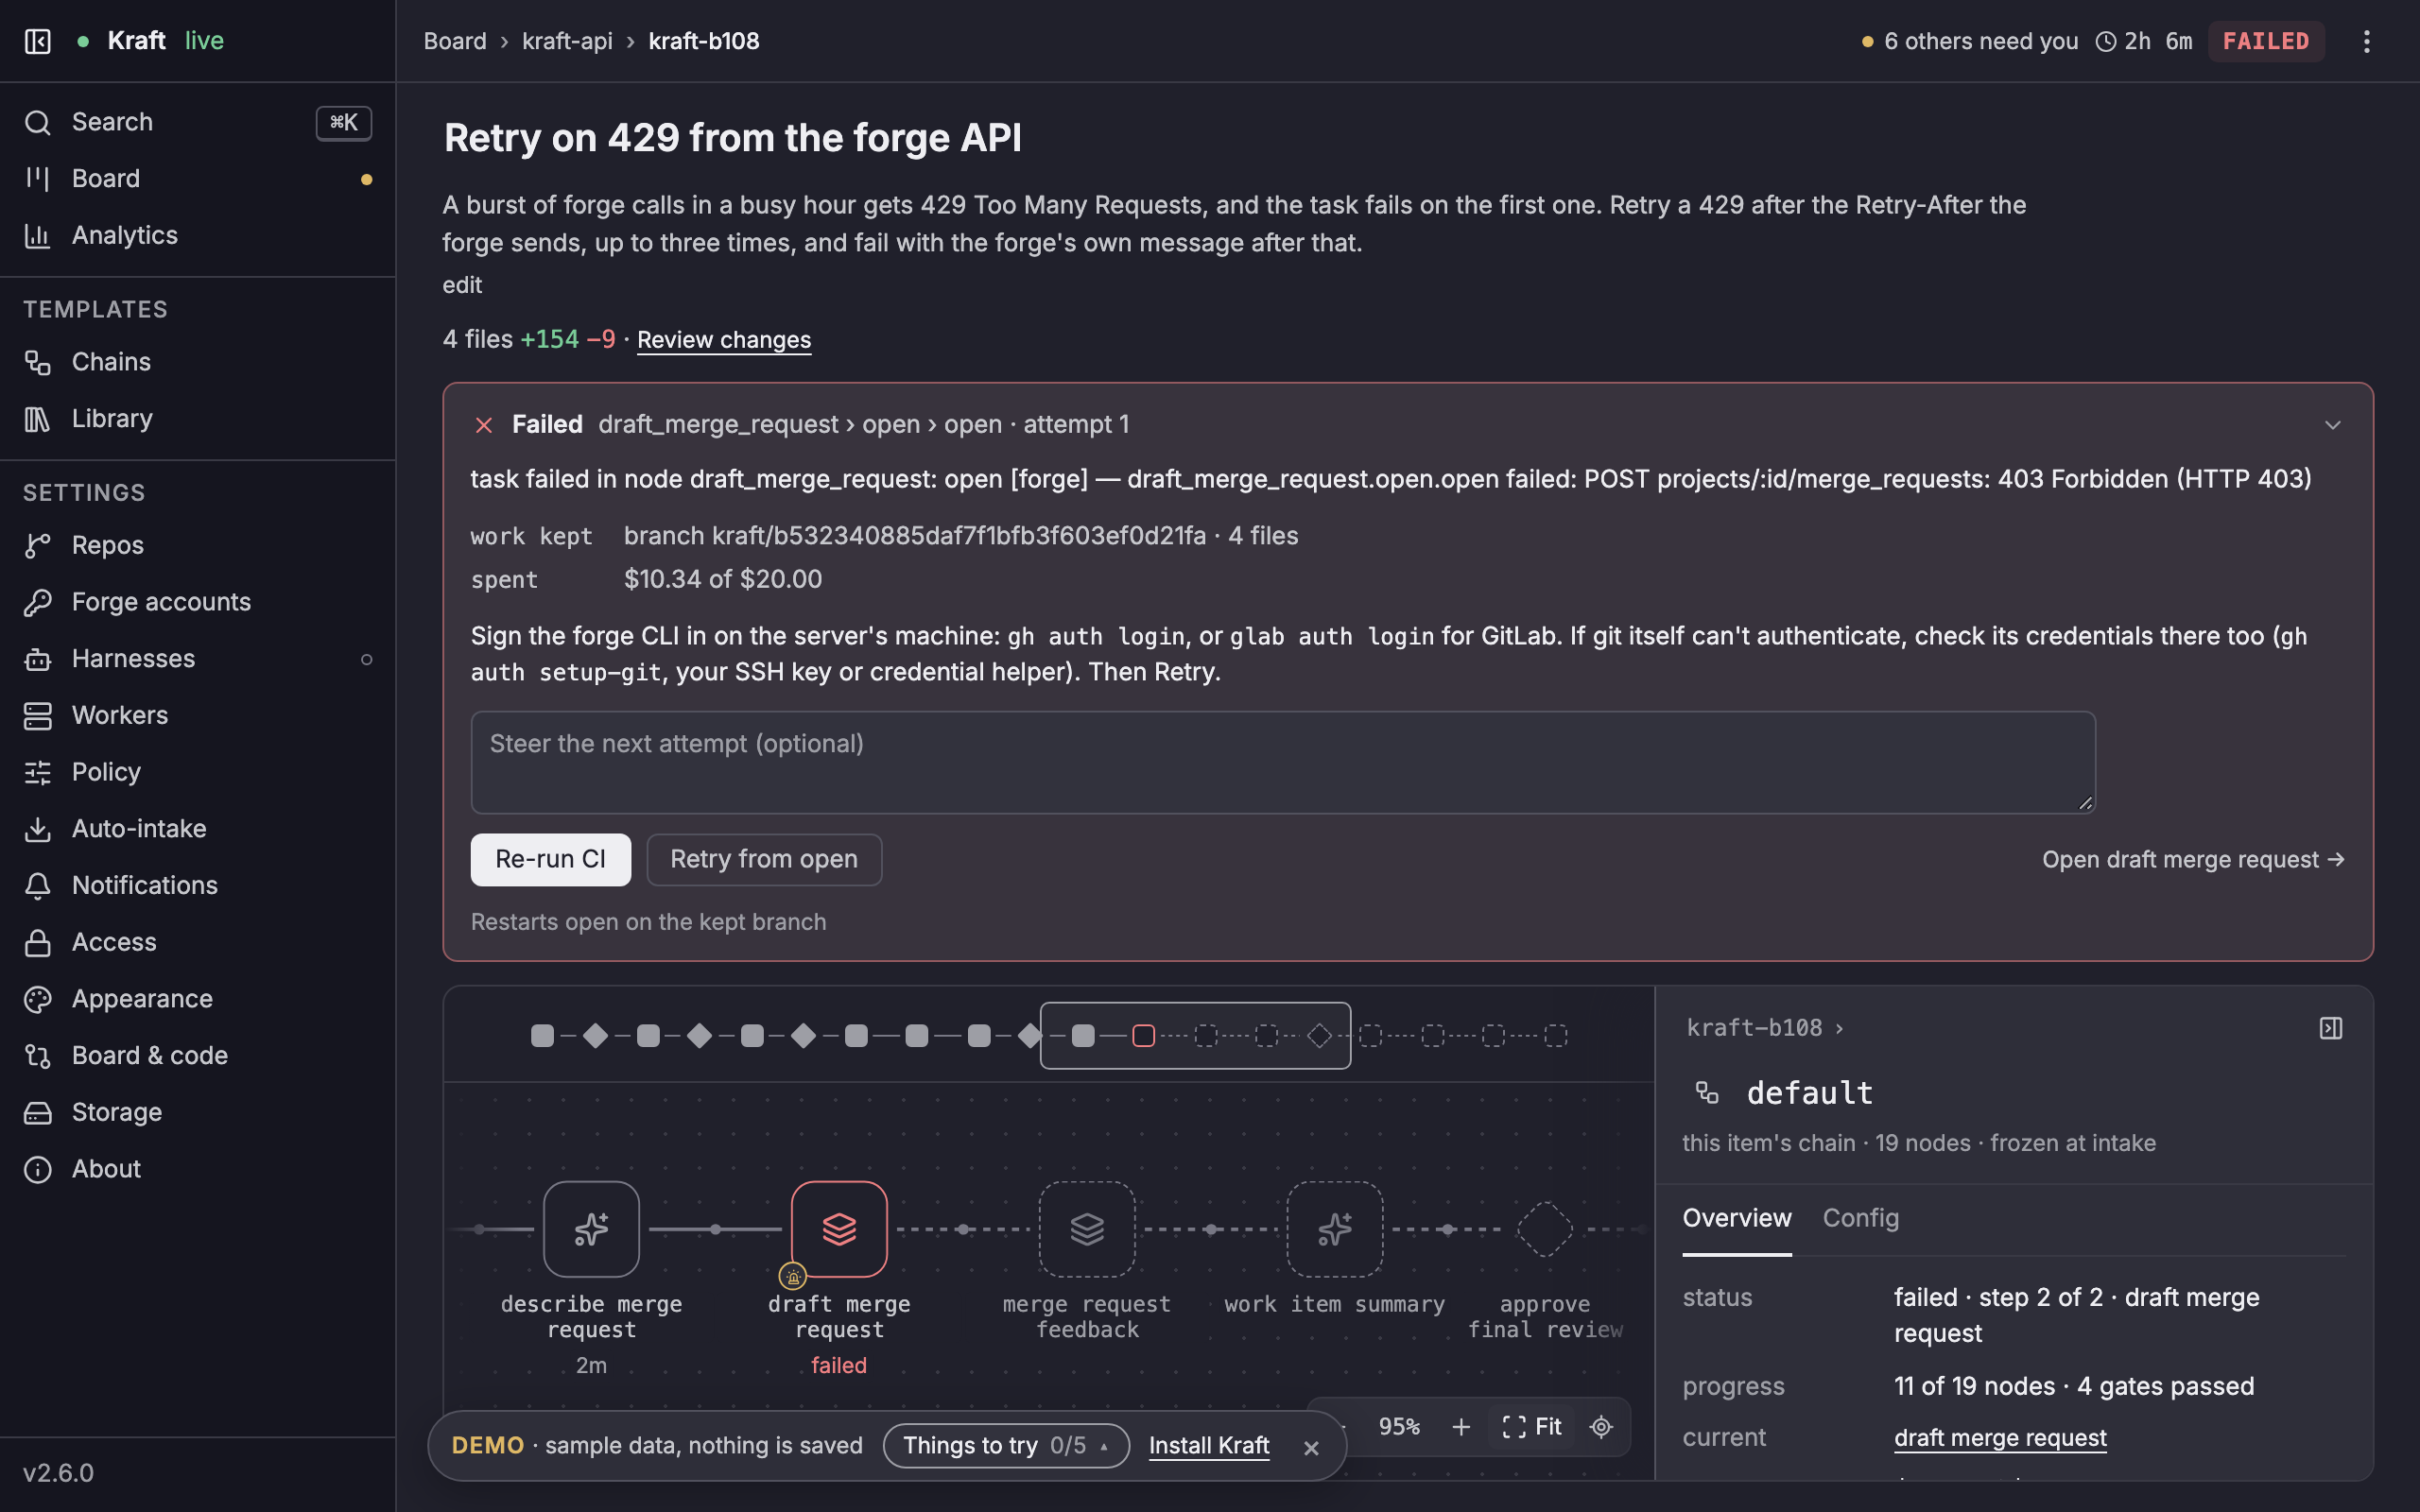 Kraft live
Search ⌘K
Board
Analytics
TEMPLATES
Chains
Library
SETTINGS
Repos
Forge accounts
Harnesses
Workers
Policy
Auto-intake
Notifications
Access
Appearance
Board & code
Storage
About
v2.6.0
Board › kraft-api › kraft-b108
6 others need you 2h 6m FAILED
Retry on 429 from the forge API
A burst of forge calls in a busy hour gets 429 Too Many Requests, and the task fails on the first one. Retry a 429 after the Retry-After the
forge sends, up to three times, and fail with the forge's own message after that.
edit
4 files +154 −9 · Review changes
Failed draft_merge_request › open › open · attempt 1
task failed in node draft_merge_request: open [forge] — draft_merge_request.open.open failed: POST projects/:id/merge_requests: 403 Forbidden (HTTP 403)
work kept branch kraft/b532340885daf7f1bfb3f603ef0d21fa · 4 files
spent $10.34 of $20.00
Sign the forge CLI in on the server's machine: gh auth login, or glab auth login for GitLab. If git itself can't authenticate, check its credentials there too (gh
auth setup-git, your SSH key or credential helper). Then Retry.
Steer the next attempt (optional)
Re-run CI
Retry from open
Open draft merge request →
Restarts open on the kept branch
describe merge
request
2m
draft merge
request
failed
merge request
feedback
work item summary
approve
final review
95% + Fit
DEMO · sample data, nothing is saved
Things to try 0/5
Install Kraft
kraft-b108 ›
default
this item's chain · 19 nodes · frozen at intake
Overview
Config
status failed · step 2 of 2 · draft merge
request
progress 11 of 19 nodes · 4 gates passed
current draft merge request